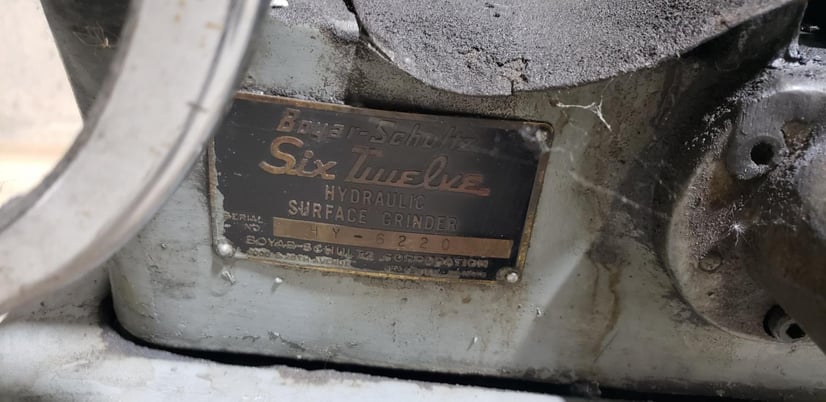 Boyar-Schultz
Six Twelve
HYDRAULIC
SURFACE GRINDER
SERIAL
NO.
HY-6220
BOYAR-SCHULTZ CORPORATION